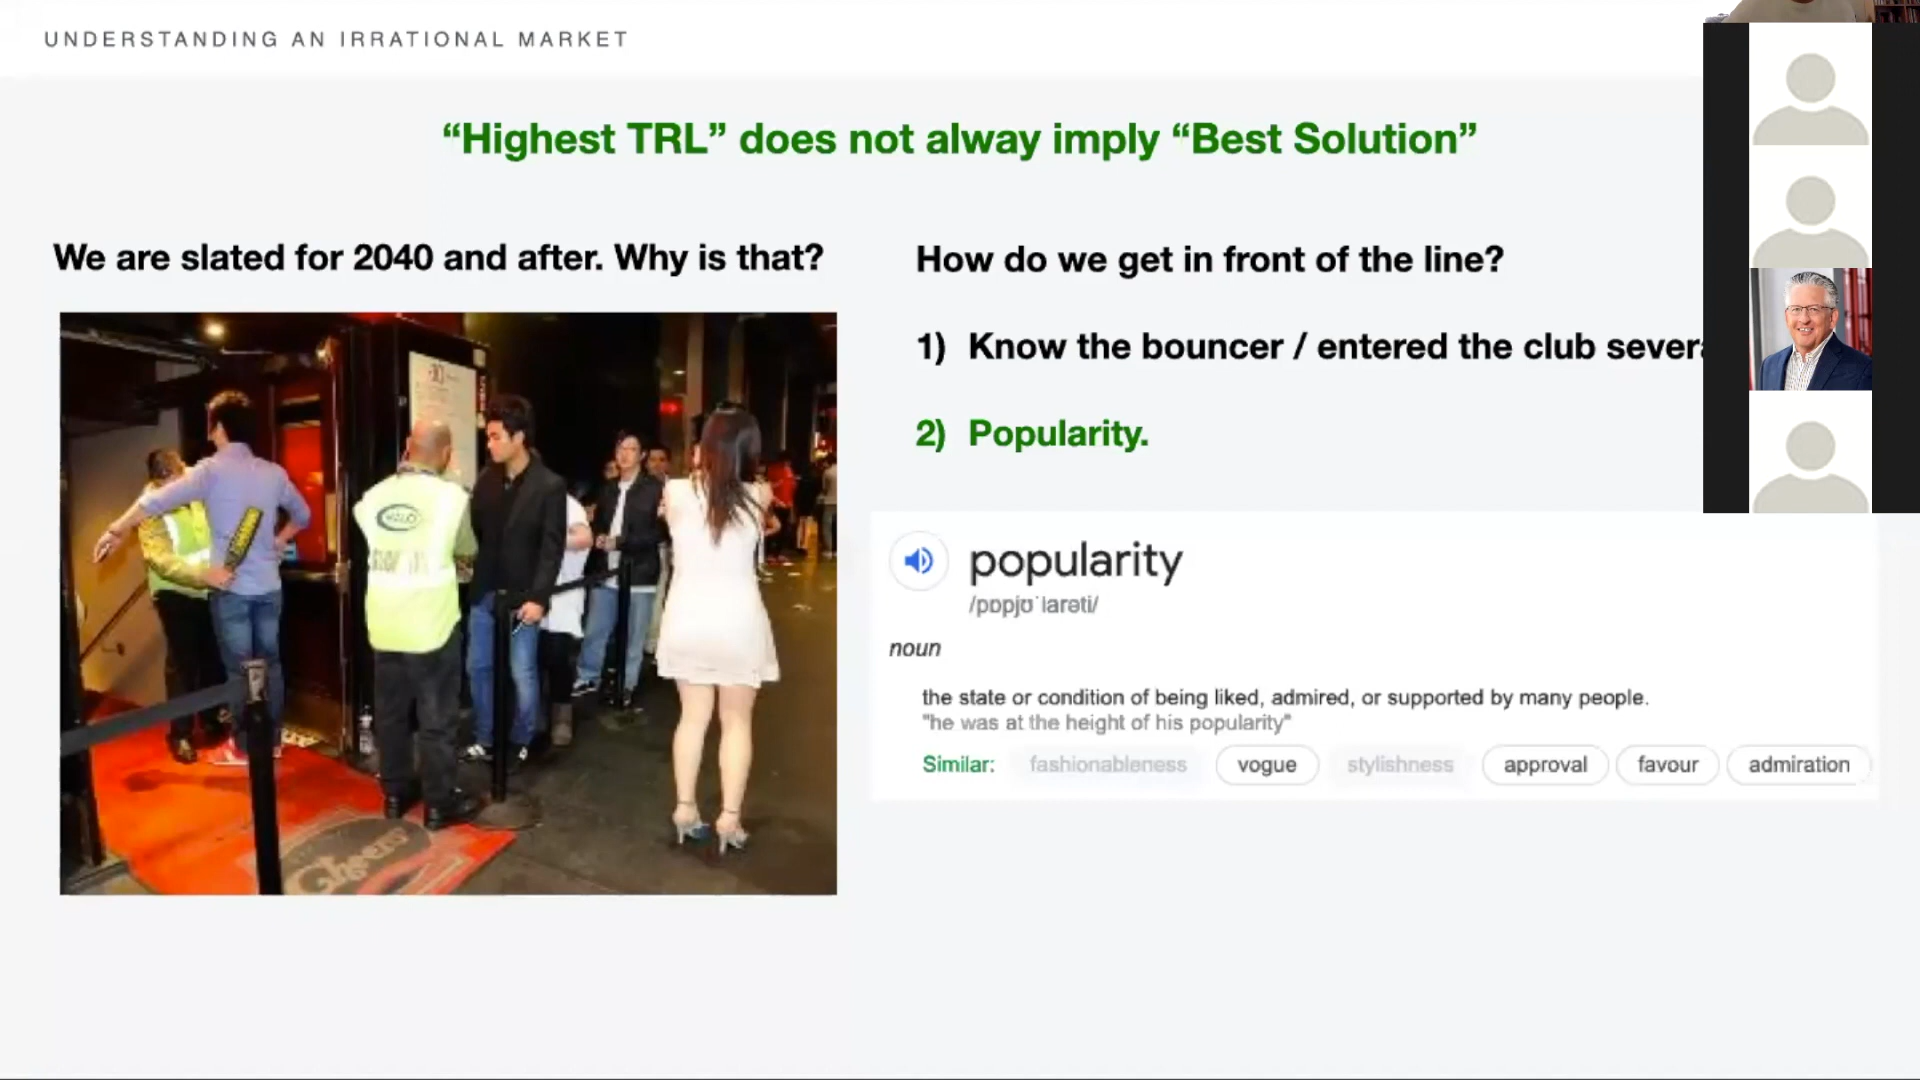 UNDERSTANDING AN IRRATIONAL MARKET
“Highest TRL” does not alway imply “Best Solution”
We are slated for 2040 and after. Why is that?
How do we get in front of the line?
1) Know the bouncer / entered the club
2) Popularity.
popularity
/pɒpjʊˈlarəti/
noun
the state or condition of being liked, admired, or supported by many people.
"he was at the height of his popularity"
Similar: fashionableness vogue stylishness approval favour admiration
Cheers